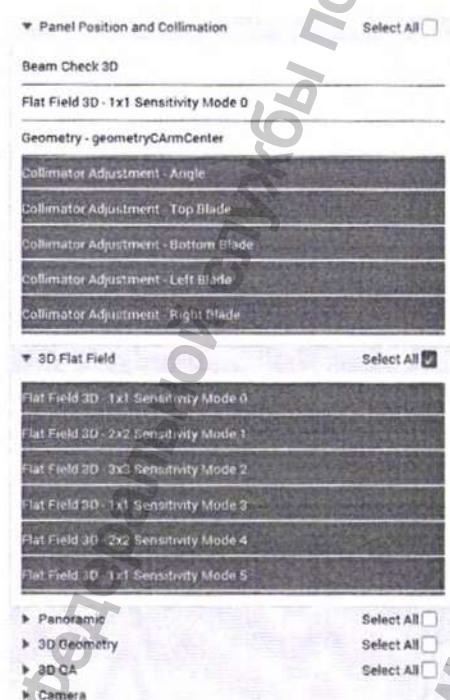 ▼ Panel Position and Collimation Select All
Beam Check 3D
Flat Field 3D - 1x1 Sensitivity Mode 0
Geometry - geometryCArmCenter
Collimator Adjustment - Angle
Collimator Adjustment - Top Blade
Collimator Adjustment - Bottom Blade
Collimator Adjustment - Left Blade
Collimator Adjustment - Right Blade
▼ 3D Flat Field Select All
Flat Field 3D - 1x1 Sensitivity Mode 0
Flat Field 3D - 2x2 Sensitivity Mode 1
Flat Field 3D - 3x3 Sensitivity Mode 2
Flat Field 3D - 1x1 Sensitivity Mode 3
Flat Field 3D - 2x2 Sensitivity Mode 4
Flat Field 3D - 1x1 Sensitivity Mode 5
▶ Panoramic Select All
▶ 3D Geometry Select All
▶ 3D QA Select All
▶ Camera
федеральной службы по